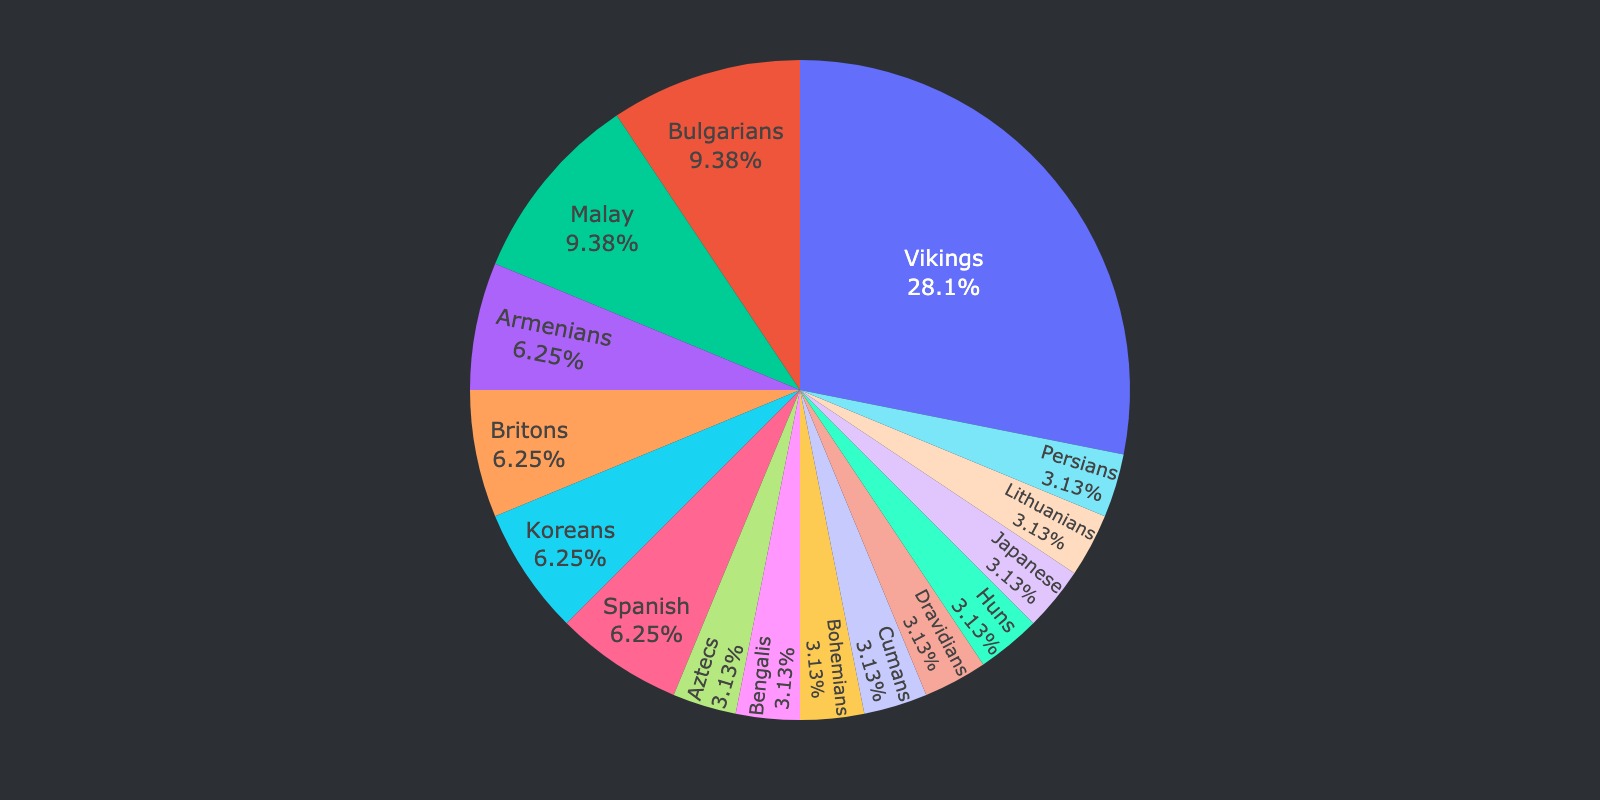 Vikings
28.1%
Bulgarians
9.38%
Malay
9.38%
Armenians
6.25%
Britons
6.25%
Koreans
6.25%
Spanish
6.25%
Aztecs
3.13%
Bengalis
3.13%
Bohemians
3.13%
Cumans
3.13%
Dravidians
3.13%
Huns
3.13%
Japanese
3.13%
Lithuanians
3.13%
Persians
3.13%